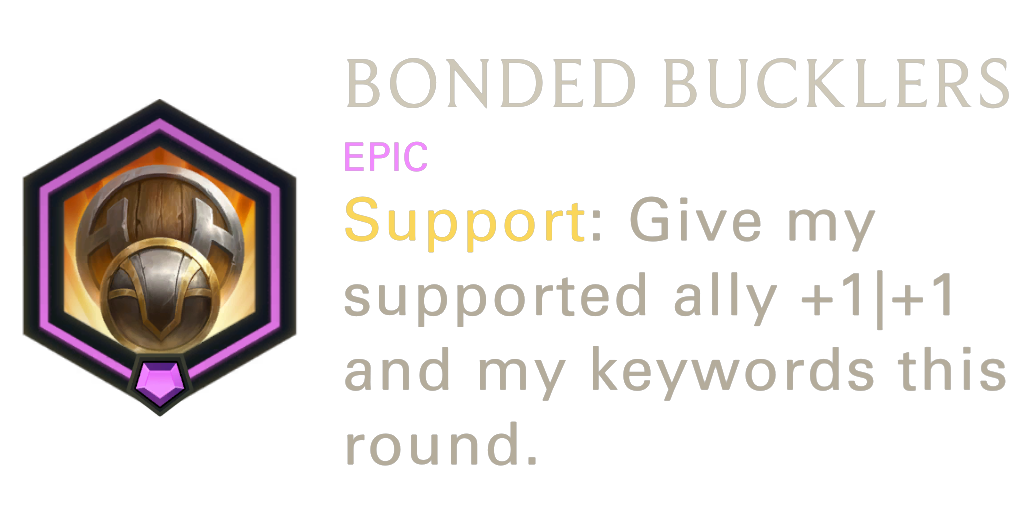 BONDED BUCKLERS
EPIC
Support: Give my
supported ally +1|+1
and my keywords this
round.